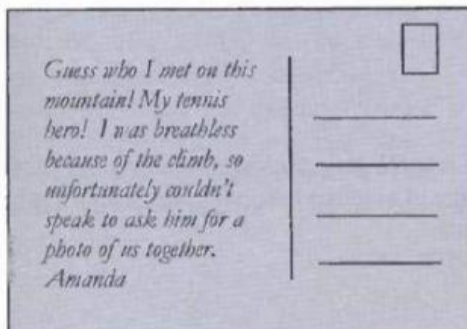 Guess who I met on this
mountain! My tennis
hero! I was breathless
because of the climb, so
unfortunately couldn't
speak to ask him for a
photo of us together.
Amanda